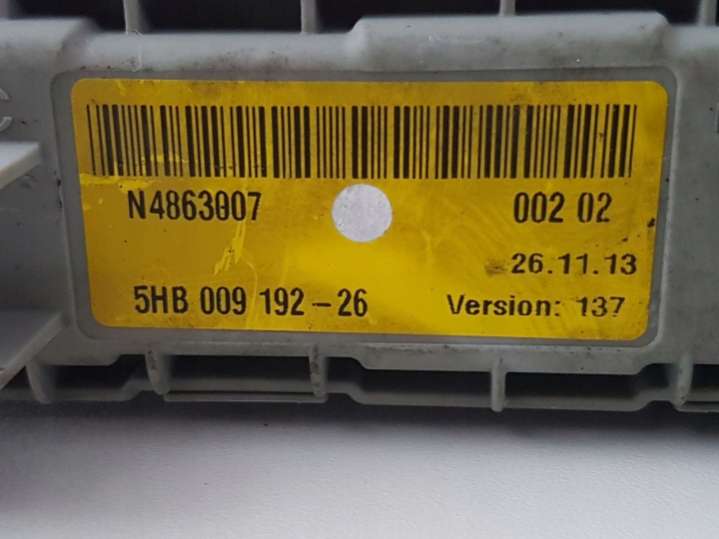 N4863007 002 02
26.11.13
5HB 009 192-26 Version: 137